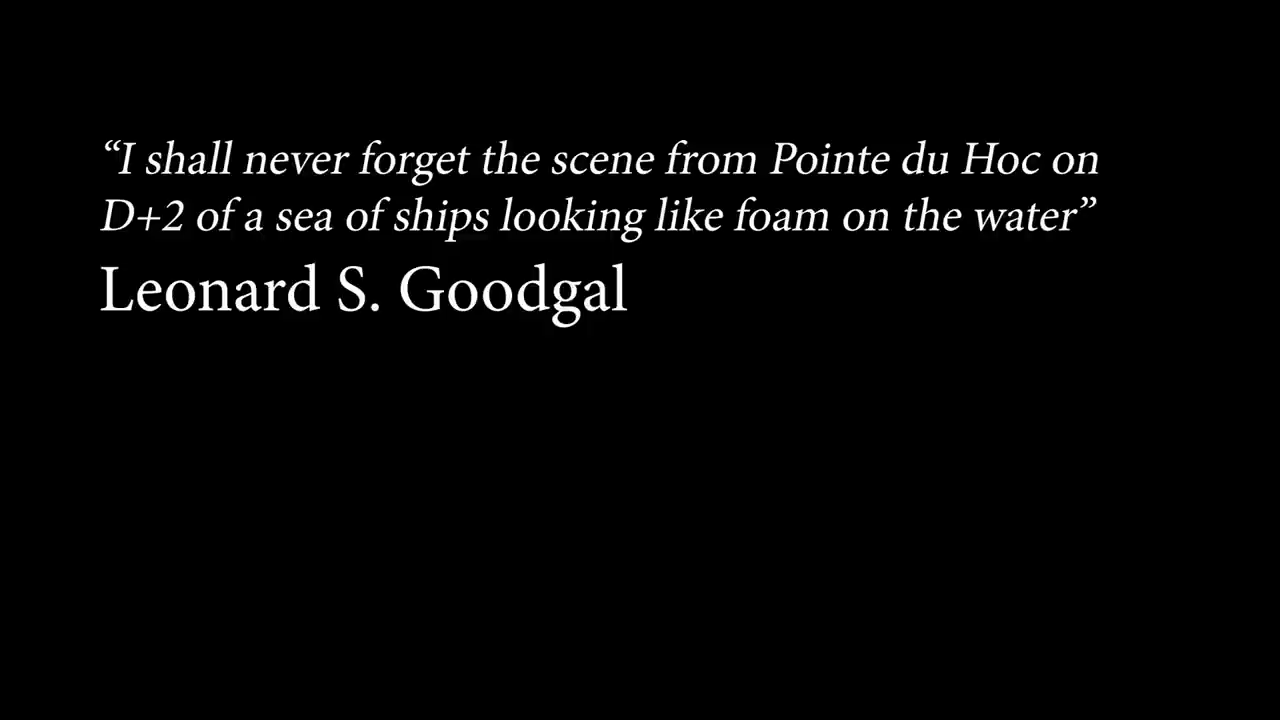 “I shall never forget the scene from Pointe du Hoc on
D+2 of a sea of ships looking like foam on the water”
Leonard S. Goodgal